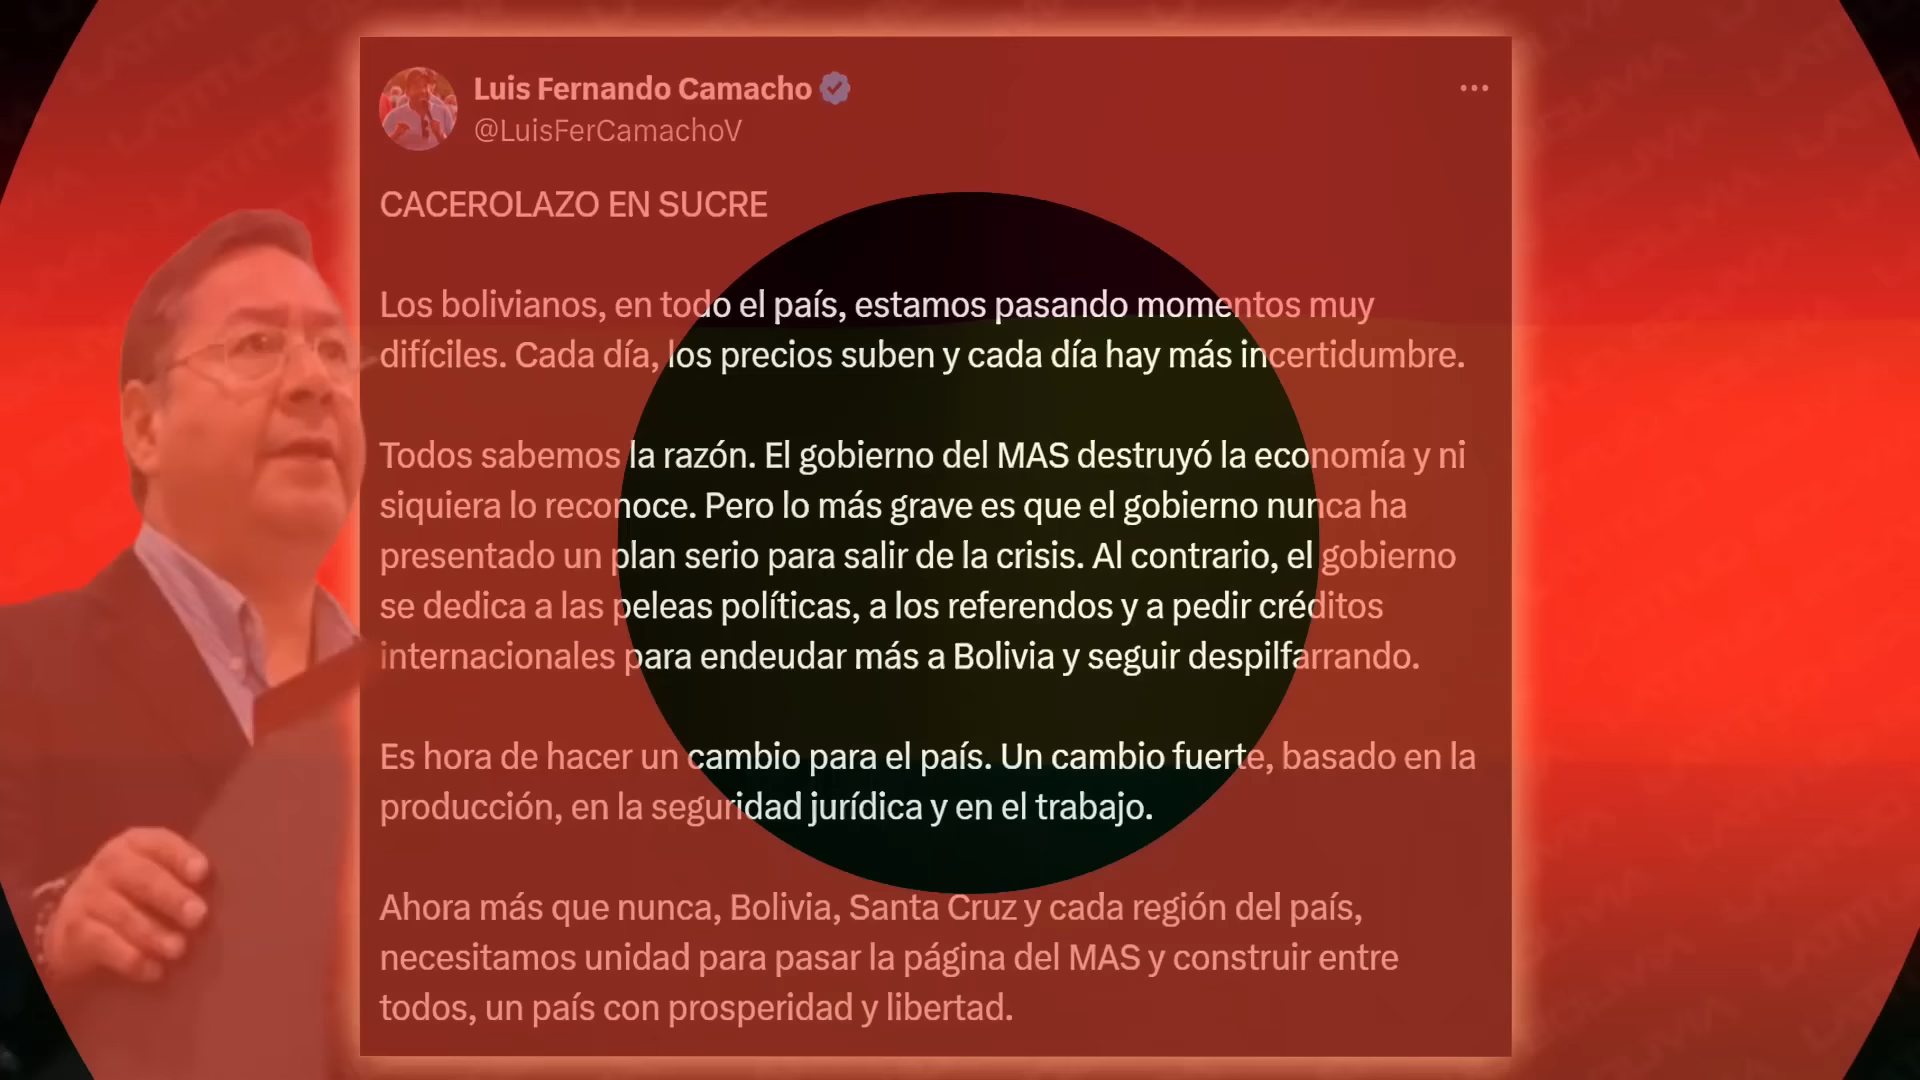 Luis Fernando Camacho
@LuisFerCamachoV
CACEROLAZO EN SUCRE
Los bolivianos, en todo el país, estamos pasando momentos muy
difíciles. Cada día, los precios suben y cada día hay más incertidumbre.
Todos sabemos la razón. El gobierno del MAS destruyó la economía y ni
siquiera lo reconoce. Pero lo más grave es que el gobierno nunca ha
presentado un plan serio para salir de la crisis. Al contrario, el gobierno
se dedica a las peleas políticas, a los referendos y a pedir créditos
internacionales para endeudar más a Bolivia y seguir despilfarrando.
Es hora de hacer un cambio para el país. Un cambio fuerte, basado en la
producción, en la seguridad jurídica y en el trabajo.
Ahora más que nunca, Bolivia, Santa Cruz y cada región del país,
necesitamos unidad para pasar la página del MAS y construir entre
todos, un país con prosperidad y libertad.